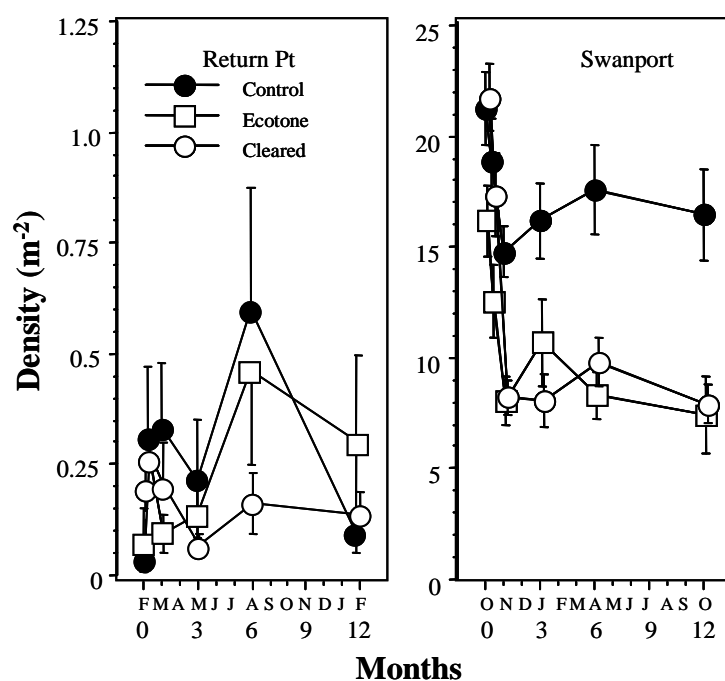 Return Pt
Control
Ecotone
Cleared
Swanport
Density (m-2)
1.25
1.0
0.75
0.5
0.25
0
25
20
15
10
5
0
F M A M J J A S O N D J F
0 3 6 9 12
O N D J F M A M J J A S O
0 3 6 9 12
Months